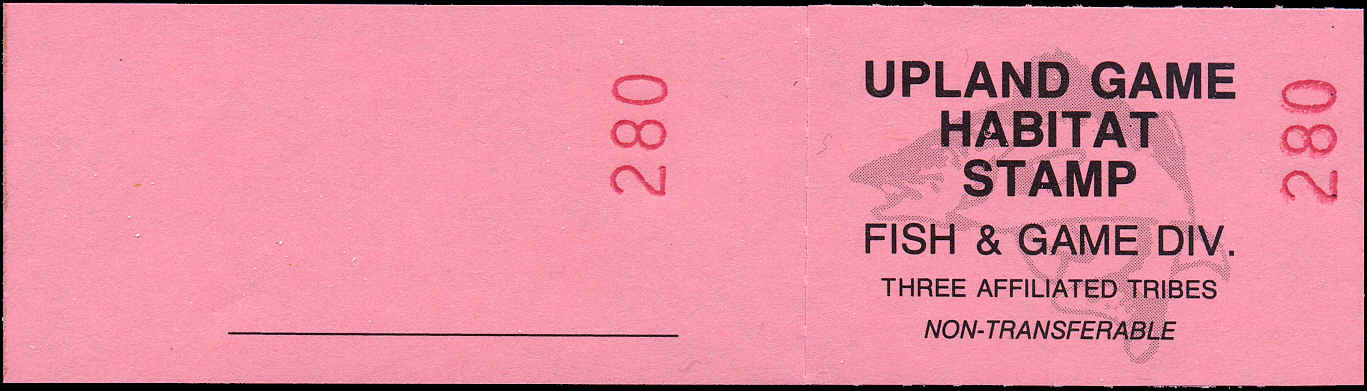 280
UPLAND GAME
HABITAT
STAMP
FISH & GAME DIV.
THREE AFFILIATED TRIBES
NON-TRANSFERABLE
280